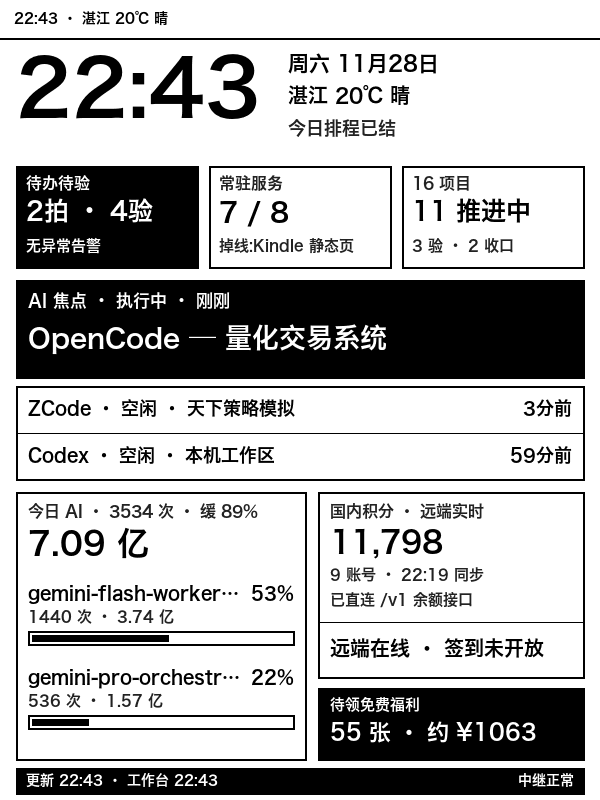 22:43 · 湛江 20℃ 晴
22:43
周六 11月28日
湛江 20℃ 晴
今日排程已结
待办待验
2拍 · 4验
无异常告警
常驻服务
7 / 8
掉线:Kindle 静态页
16 项目
11 推进中
3 验 · 2 收口
AI 焦点 · 执行中 · 刚刚
OpenCode — 量化交易系统
ZCode · 空闲 · 天下策略模拟 3分前
Codex · 空闲 · 本机工作区 59分前
今日 AI · 3534 次 · 缓 89%
7.09 亿
gemini-flash-worker… 53%
1440 次 · 3.74 亿
gemini-pro-orchestr… 22%
536 次 · 1.57 亿
国内积分 · 远端实时
11,798
9 账号 · 22:19 同步
已直连 /v1 余额接口
远端在线 · 签到未开放
待领免费福利
55 张 · 约 ¥1063
更新 22:43 · 工作台 22:43 中继正常